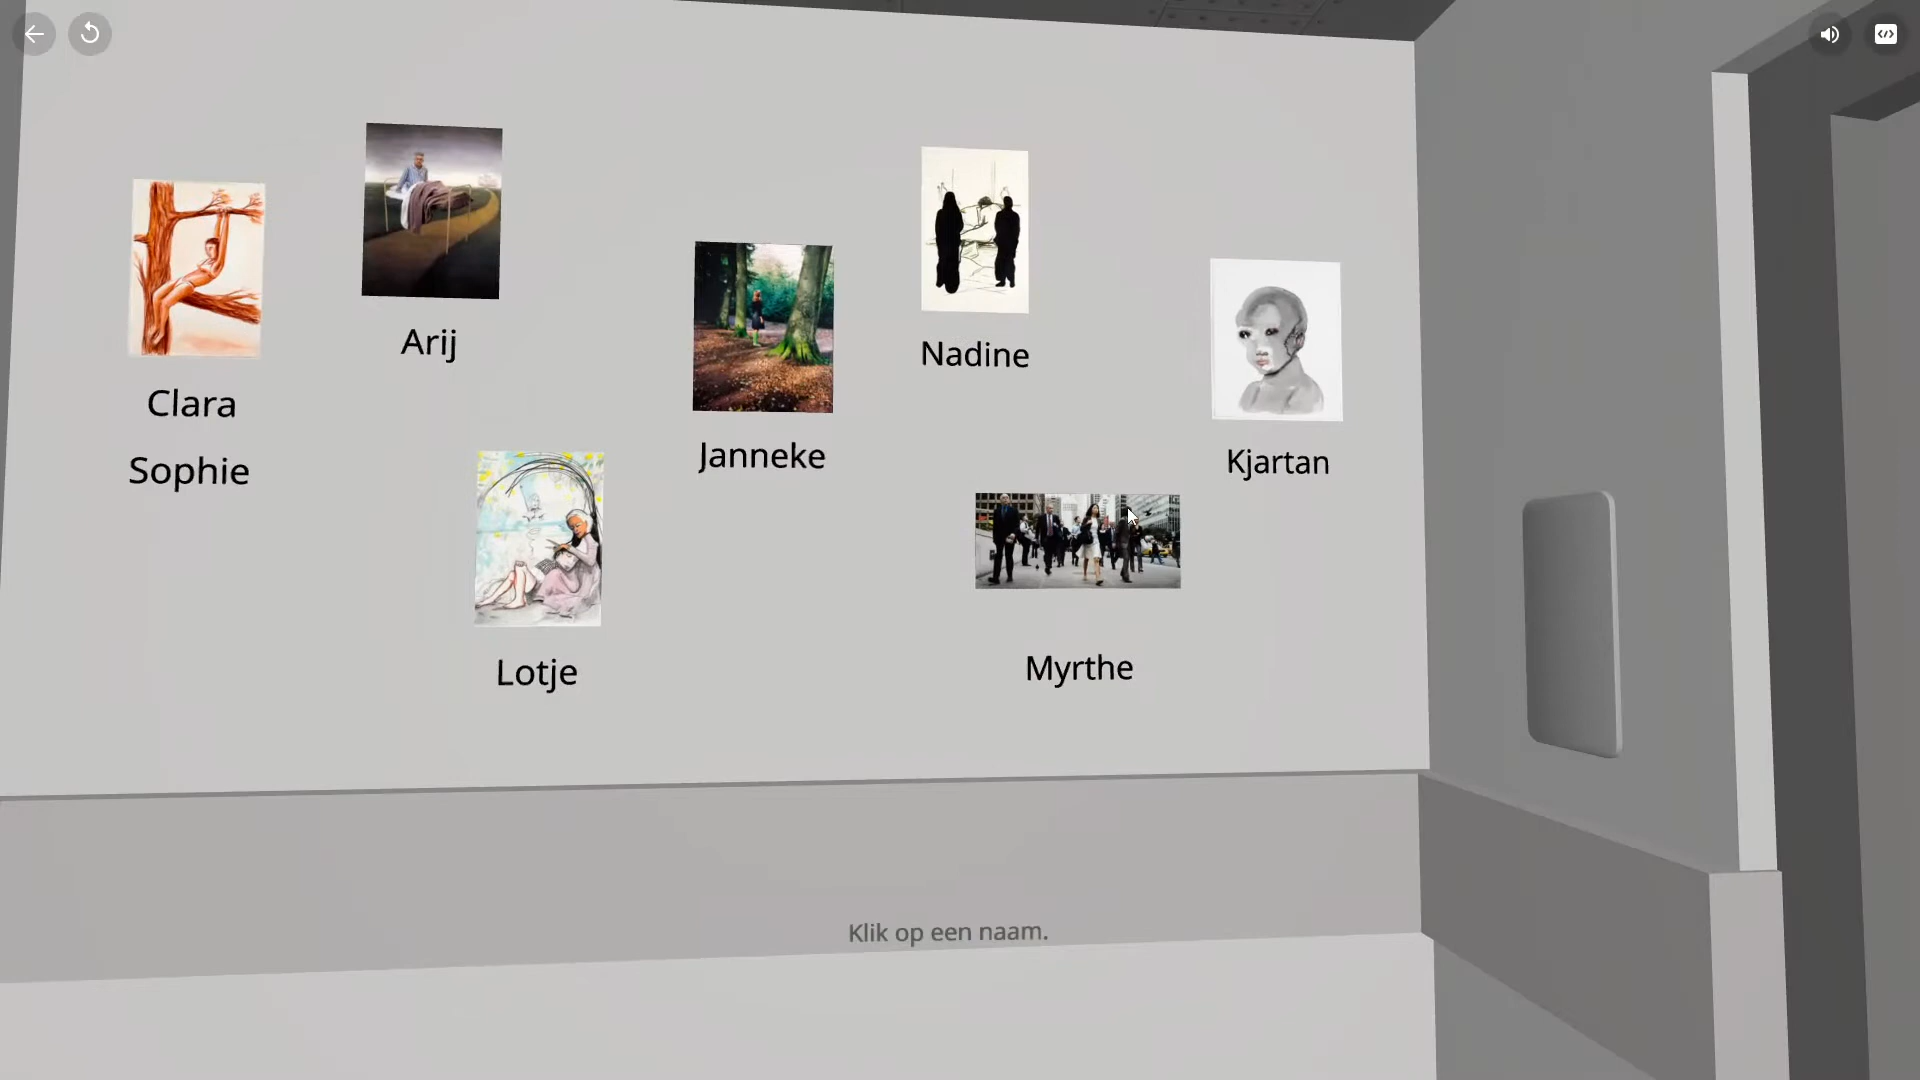 Clara
Sophie
Arij
Lotje
Janneke
Nadine
Myrthe
Kjartan
Klik op een naam.